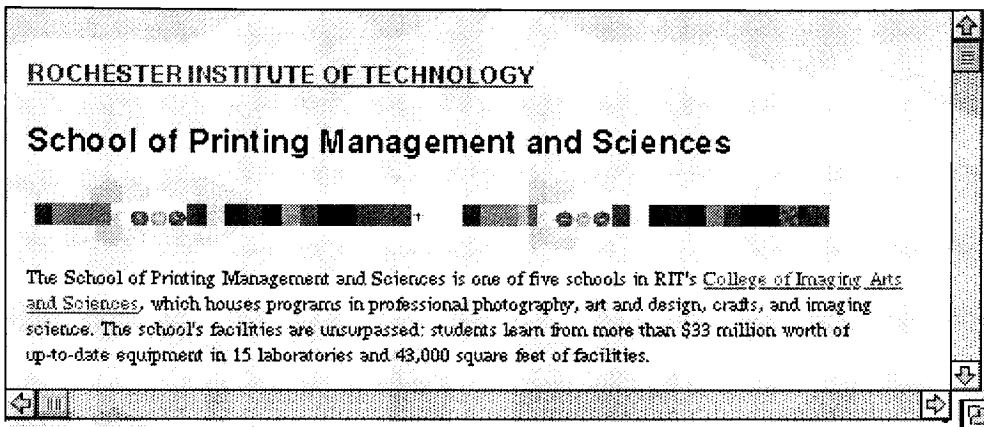 ROCHESTER INSTITUTE OF TECHNOLOGY
School of Printing Management and Sciences
The School of Printing Management and Sciences is one of five schools in RIT's College of Imaging Arts
and Sciences, which houses programs in professional photography, art and design, crafts, and imaging
science. The school's facilities are unsurpassed: students learn from more than $33 million worth of
up-to-date equipment in 15 laboratories and 43,000 square feet of facilities.